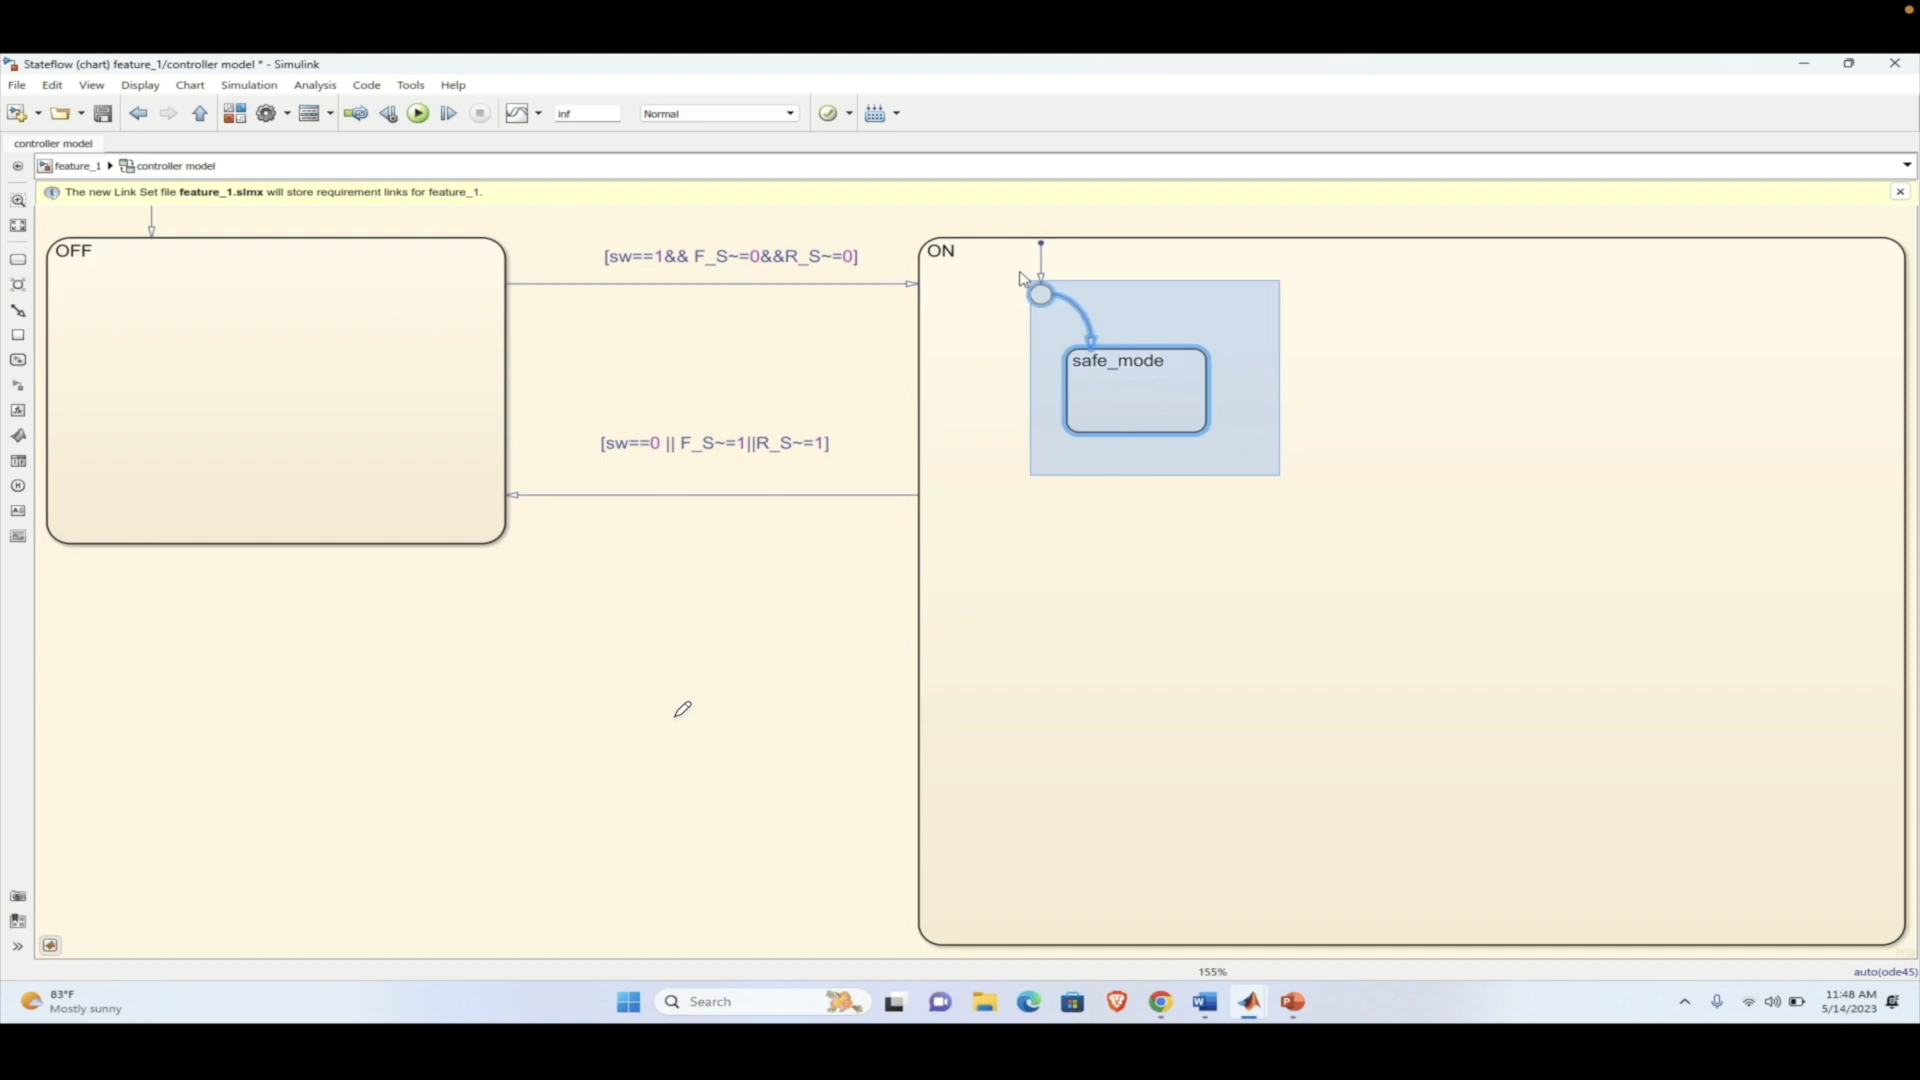 Stateflow (chart) feature_1/controller model * - Simulink
File Edit View Display Chart Simulation Analysis Code Tools Help
inf Normal
controller model
feature_1 controller model
The new Link Set file feature_1.slmx will store requirement links for feature_1.
OFF
[sw==1&& F_S~=0&&R_S~=0]
ON
safe_mode
[sw==0 || F_S~=1||R_S~=1]
155%
auto(ode45)
83°F
Mostly sunny
Search
11:48 AM
5/14/2023